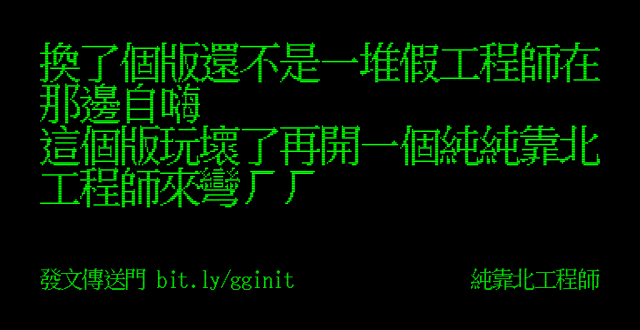 換了個版還不是一堆假工程師在
那邊自嗨
這個版玩壞了再開一個純純靠北
工程師來彎ㄏㄏ
發文傳送門 bit.ly/gginit
純靠北工程師